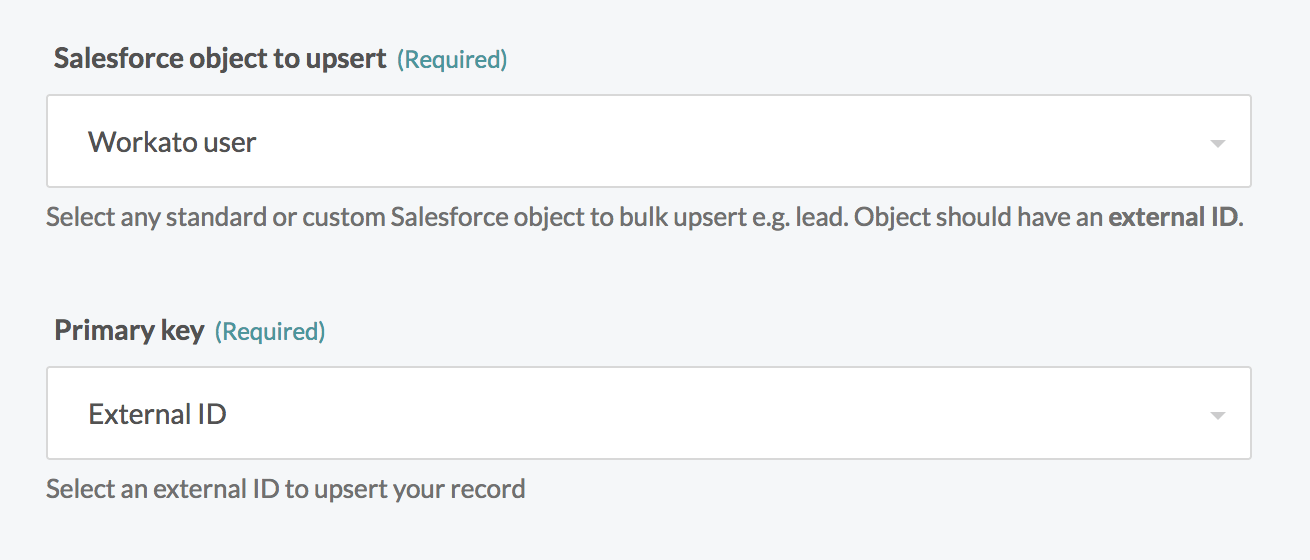 Salesforce object to upsert (Required)
Workato user
Select any standard or custom Salesforce object to bulk upsert e.g. lead. Object should have an external ID.
Primary key (Required)
External ID
Select an external ID to upsert your record